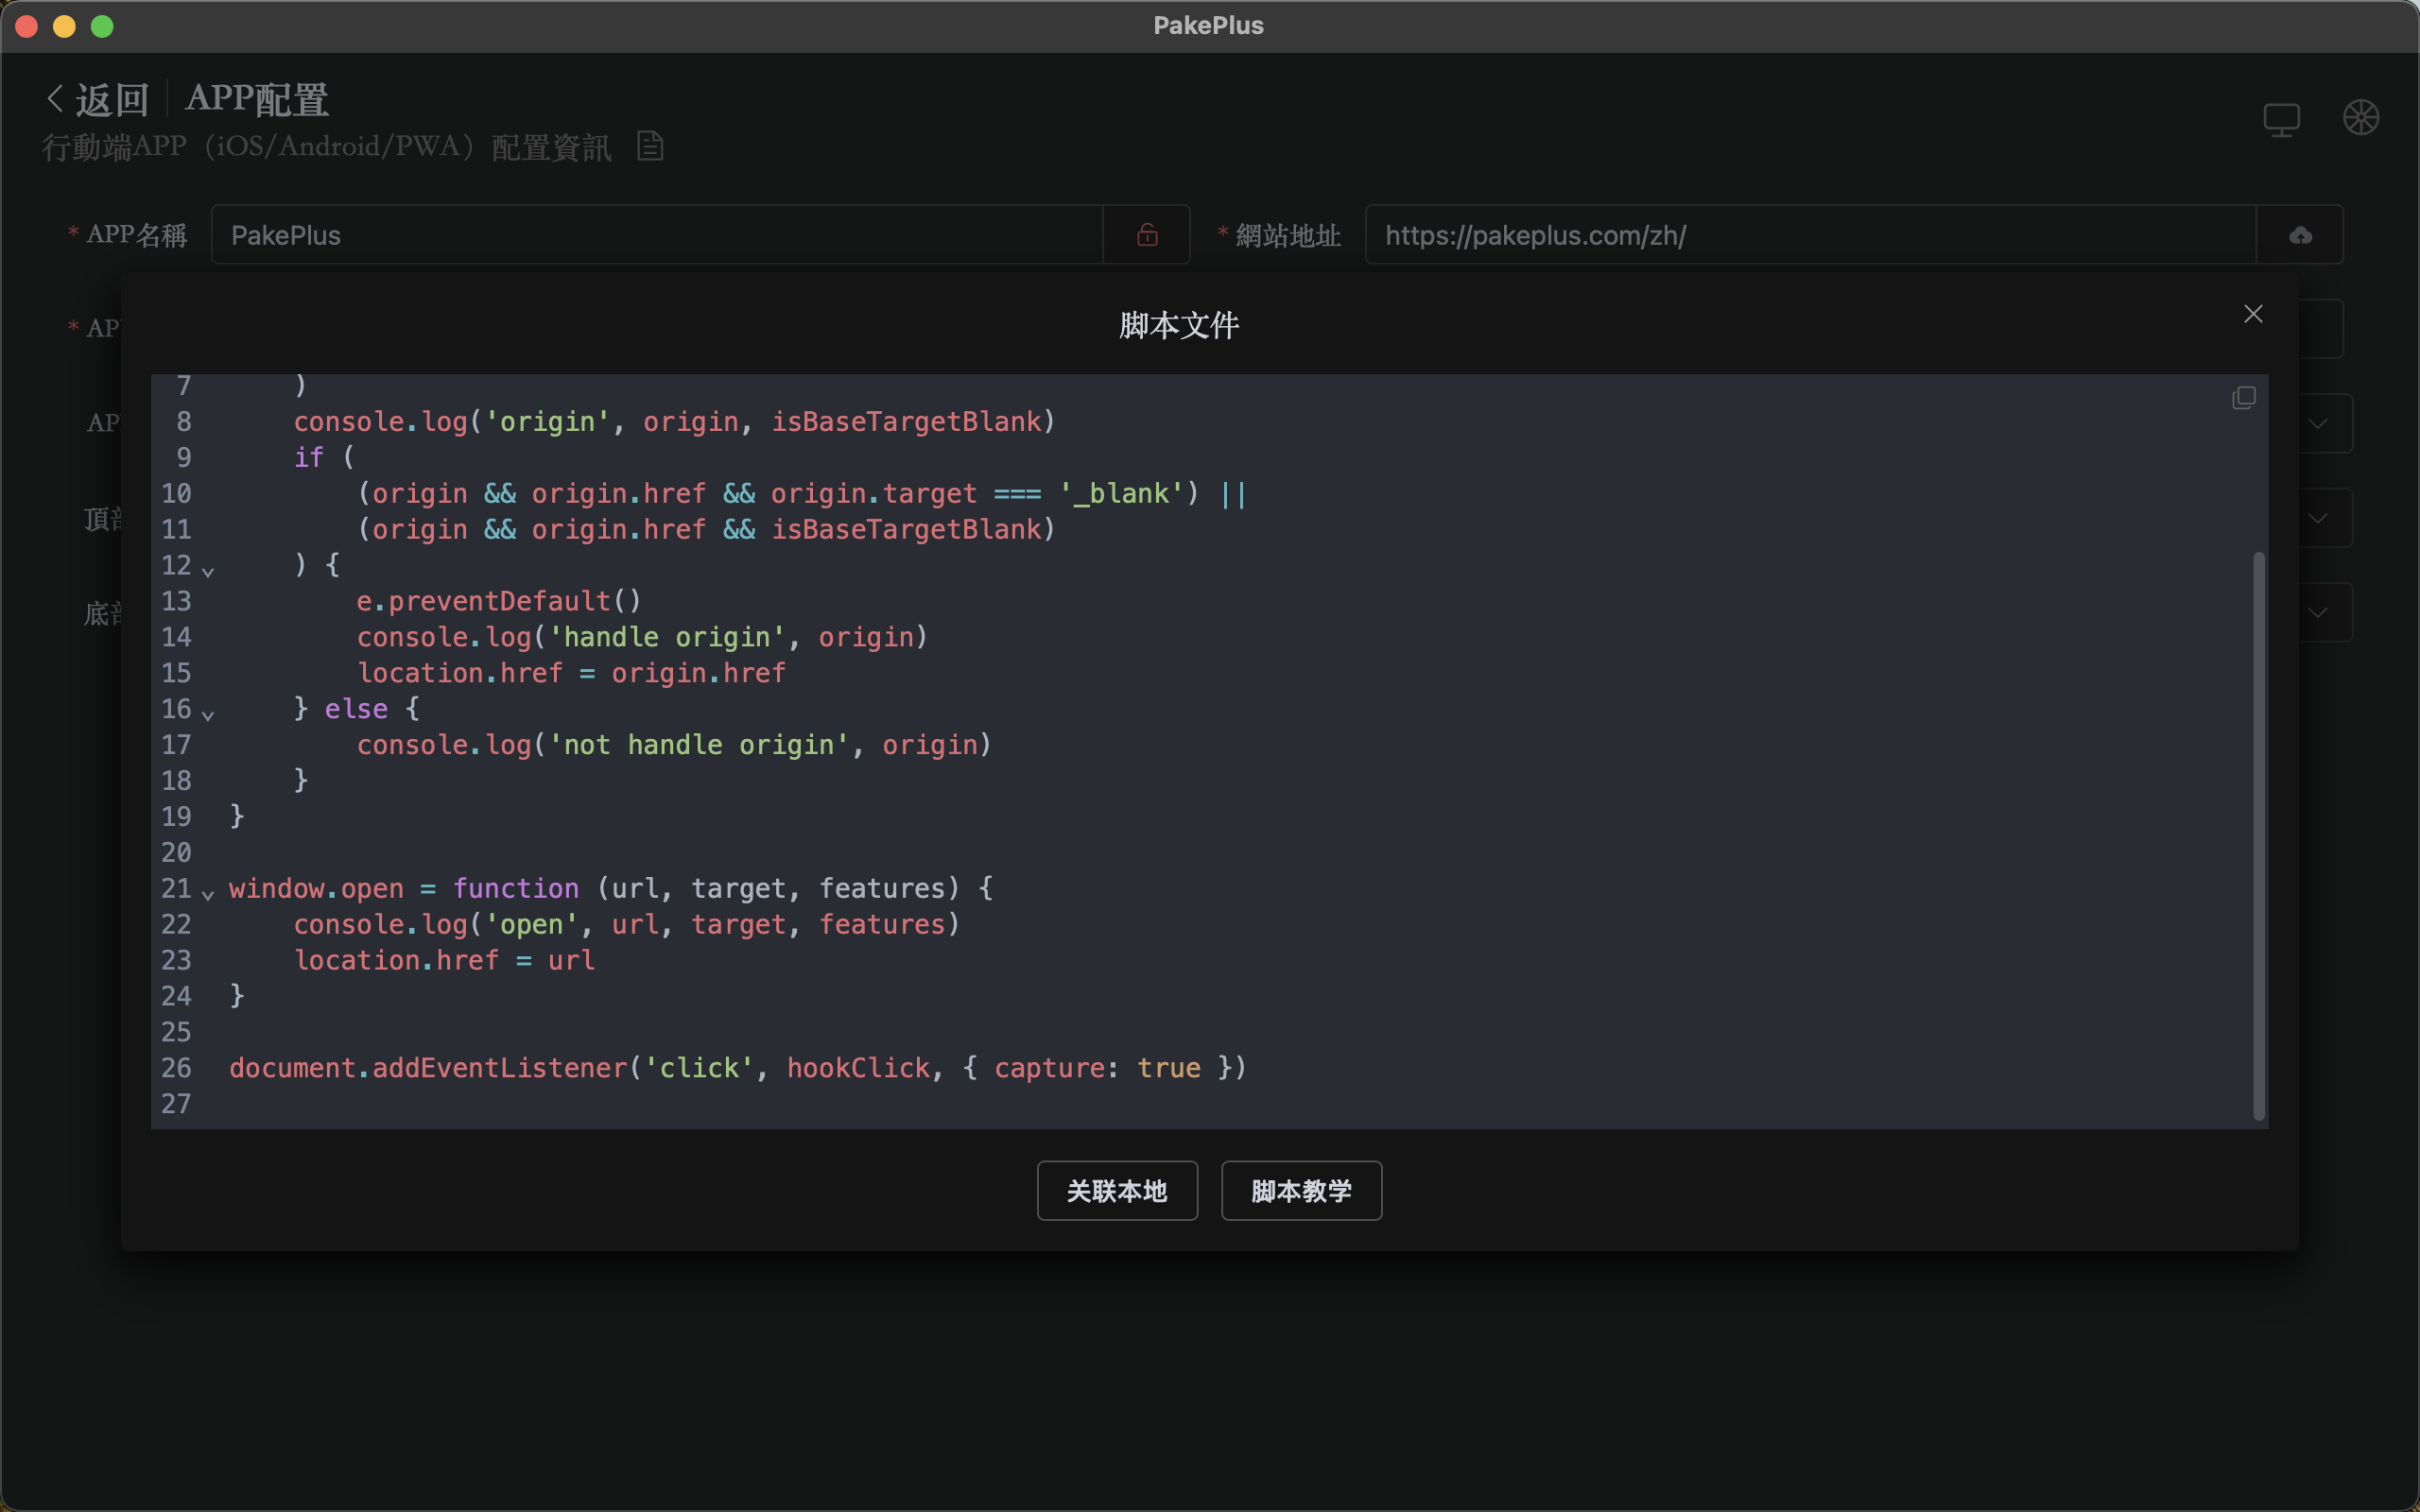 PakePlus
返回 APP配置
行動端APP（iOS/Android/PWA）配置資訊
* APP名稱 PakePlus * 網站地址 https://pakeplus.com/zh/
脚本文件
7     )
8     console.log('origin', origin, isBaseTargetBlank)
9     if (
10         (origin && origin.href && origin.target === '_blank') ||
11         (origin && origin.href && isBaseTargetBlank)
12     ) {
13         e.preventDefault()
14         console.log('handle origin', origin)
15         location.href = origin.href
16     } else {
17         console.log('not handle origin', origin)
18     }
19 }
20
21 window.open = function (url, target, features) {
22     console.log('open', url, target, features)
23     location.href = url
24 }
25
26 document.addEventListener('click', hookClick, { capture: true })
27
关联本地 脚本教学